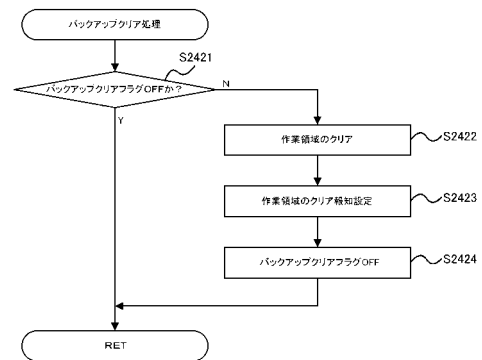 バックアップクリア処理
S2421
バックアップクリアフラグOFFか？
N
Y
作業領域のクリア
S2422
作業領域のクリア報知設定
S2423
バックアップクリアフラグOFF
S2424
RET